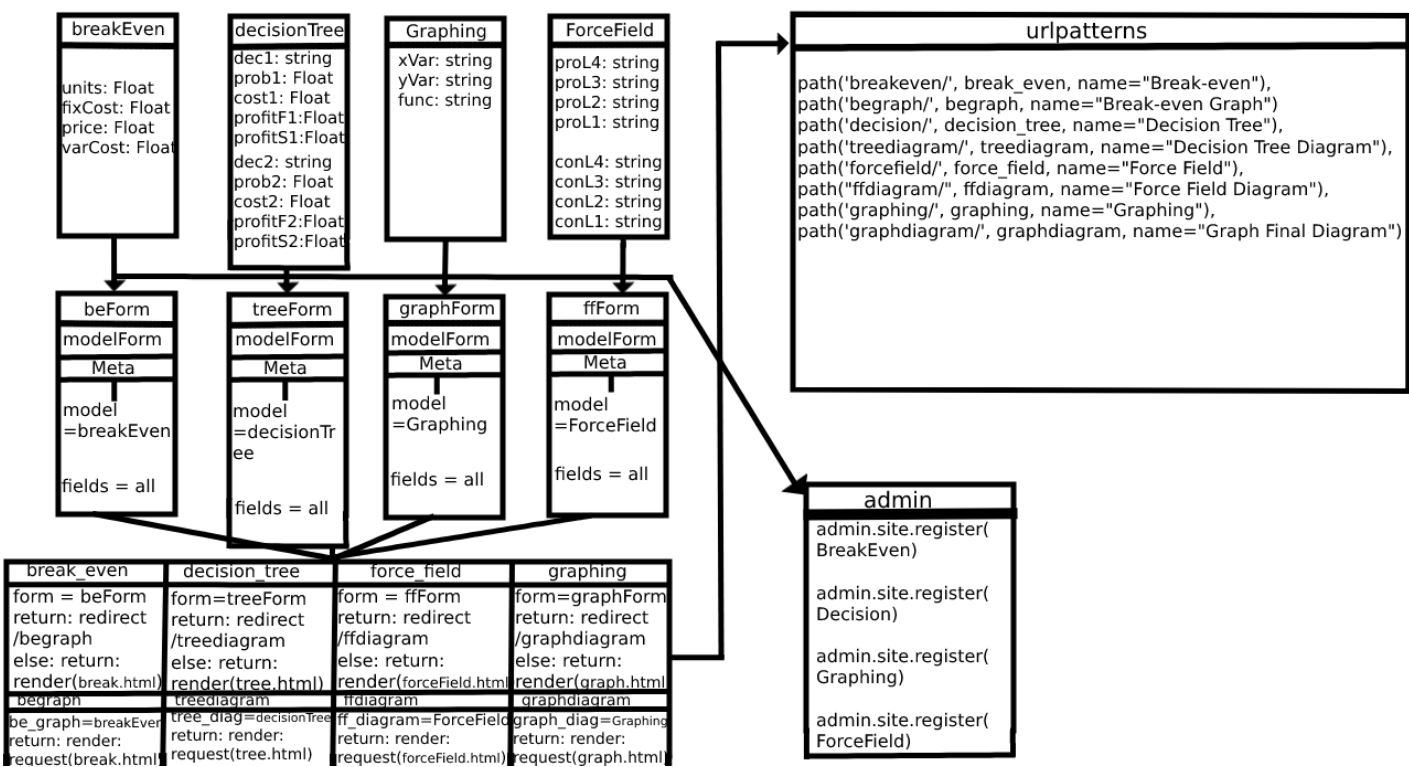 breakEven
units: Float
fixCost: Float
price: Float
varCost: Float
decisionTree
dec1: string
prob1: Float
cost1: Float
profitF1:Float
profitS1:Float
dec2: string
prob2: Float
cost2: Float
profitF2:Float
profitS2:Float
Graphing
xVar: string
yVar: string
func: string
ForceField
proL4: string
proL3: string
proL2: string
proL1: string
conL4: string
conL3: string
conL2: string
conL1: string
urlpatterns
path('breakeven/', break_even, name="Break-even"),
path('begraph/', begraph, name="Break-even Graph")
path('decision/', decision_tree, name="Decision Tree"),
path('treediagram/', treediagram, name="Decision Tree Diagram"),
path('forcefield/', force_field, name="Force Field"),
path("ffdiagram/", ffdiagram, name="Force Field Diagram"),
path('graphing/', graphing, name="Graphing"),
path('graphdiagram/', graphdiagram, name="Graph Final Diagram")
beForm
modelForm
Meta
model
=breakEven
fields = all
treeForm
modelForm
Meta
model
=decisionTr
ee
fields = all
graphForm
modelForm
Meta
model
=Graphing
fields = all
ffForm
modelForm
Meta
model
=ForceField
fields = all
break_even
form = beForm
return: redirect
/begraph
else: return:
render(break.html)
begraph
be_graph=breakEven
return: render:
request(break.html)
decision_tree
form=treeForm
return: redirect
/treediagram
else: return:
render(tree.html)
treediagram
tree_diag=decisionTree
return: render:
request(tree.html)
force_field
form = ffForm
return: redirect
/ffdiagram
else: return:
render(forceField.html
ffdiagram
ff_diagram=ForceField
return: render:
request(forceField.html)
graphing
form=graphForm
return: redirect
/graphdiagram
else: return:
render(graph.html
graphdiagram
graph_diag=Graphing
return: render:
request(graph.html)
admin
admin.site.register(
BreakEven)
admin.site.register(
Decision)
admin.site.register(
Graphing)
admin.site.register(
ForceField)